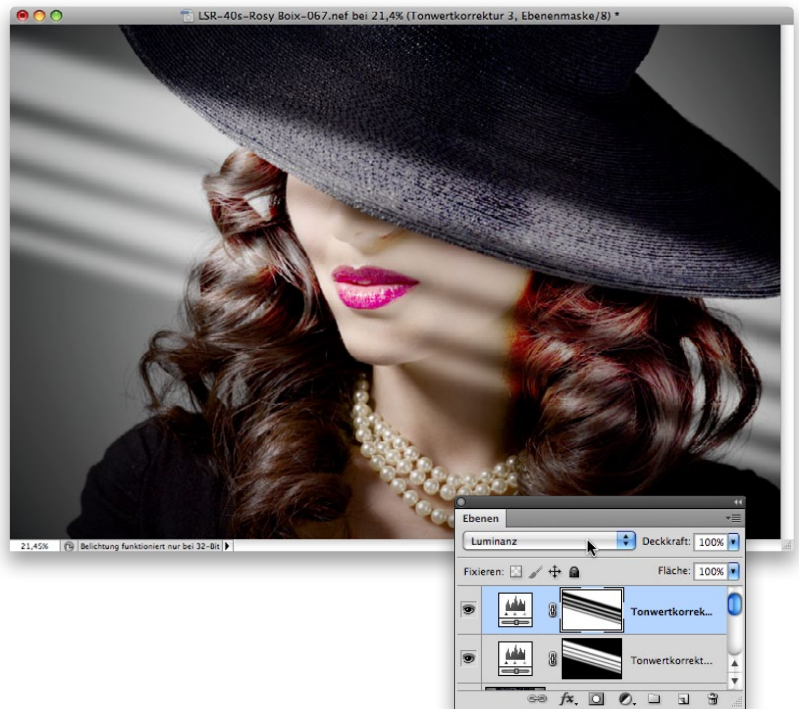 LSR-40s-Rosy Boix-067.nef bei 21,4% (Tonwertkorrektur 3, Ebenenmaske/8) *
21,45%
Belichtung funktioniert nur bei 32-Bit
Ebenen
Luminanz
Deckkraft: 100%
Fixieren:
Fläche: 100%
Tonwertkorrek...
Tonwertkorrekt...
fx.